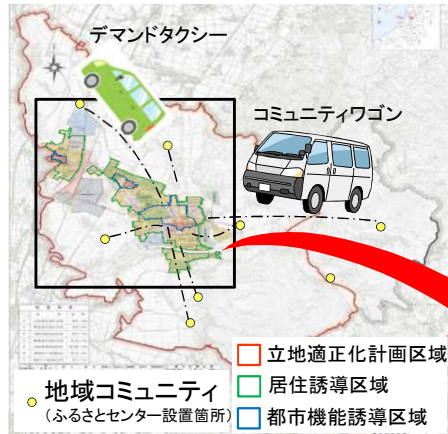 デマンドタクシー
コミュニティワゴン
立地適正化計画区域
居住誘導区域
都市機能誘導区域
地域コミュニティ
（ふるさとセンター設置箇所）